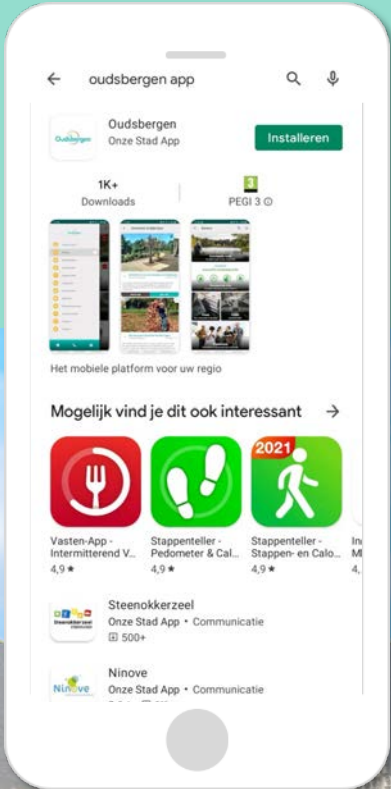 oudsbergen app
Oudsbergen
Oudsbergen
Onze Stad App
Installeren
1K+
Downloads
3
PEGI 3
Het mobiele platform voor uw regio
Mogelijk vind je dit ook interessant
2021
Vasten-App -
Intermitterend V...
4,9 ★
Stappenteller -
Pedometer & Cal...
4,9 ★
Stappenteller -
Stappen- en Calo...
4,9 ★
4,
Steenokkerzeel
Steenokkerzeel
Onze Stad App • Communicatie
500+
Ninove
Ninove
Onze Stad App • Communicatie